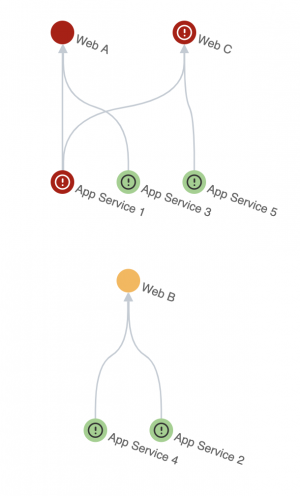 Web A
Web C
App Service 1
App Service 3
App Service 5
Web B
App Service 4
App Service 2